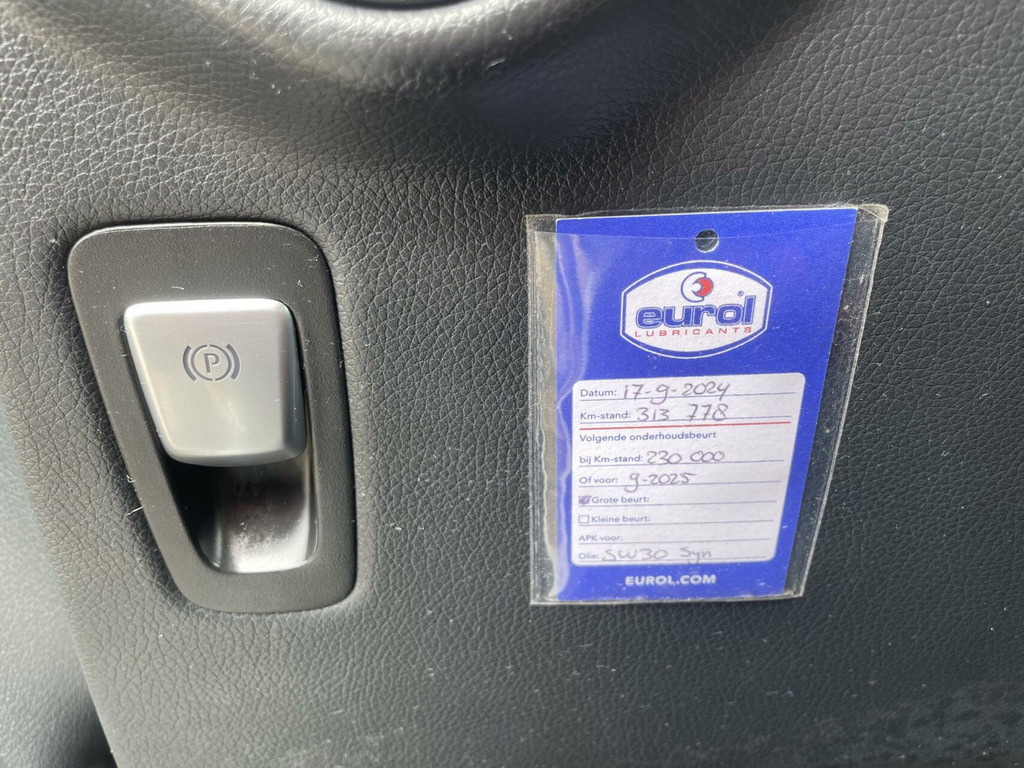 P
eurol®
LUBRICANTS
Datum: 17-9-2024
Km-stand: 313 778
Volgende onderhoudsbeurt
bij Km-stand: 230 000
Of voor: 9-2025
Grote beurt:
Kleine beurt:
APK voor:
Olie: 5W30 Syn
EUROL.COM